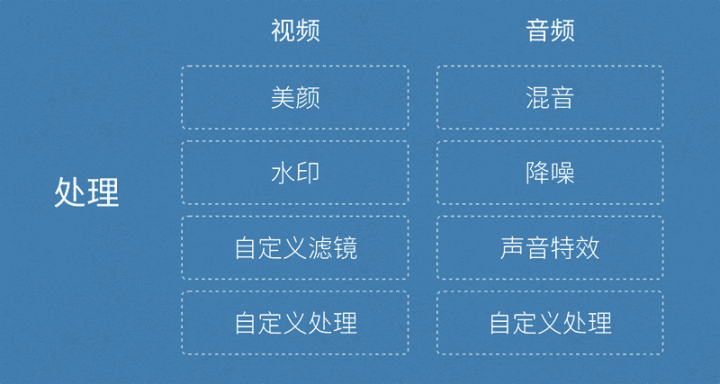 视频 音频
美颜 混音
水印 降噪
处理
自定义滤镜 声音特效
自定义处理 自定义处理